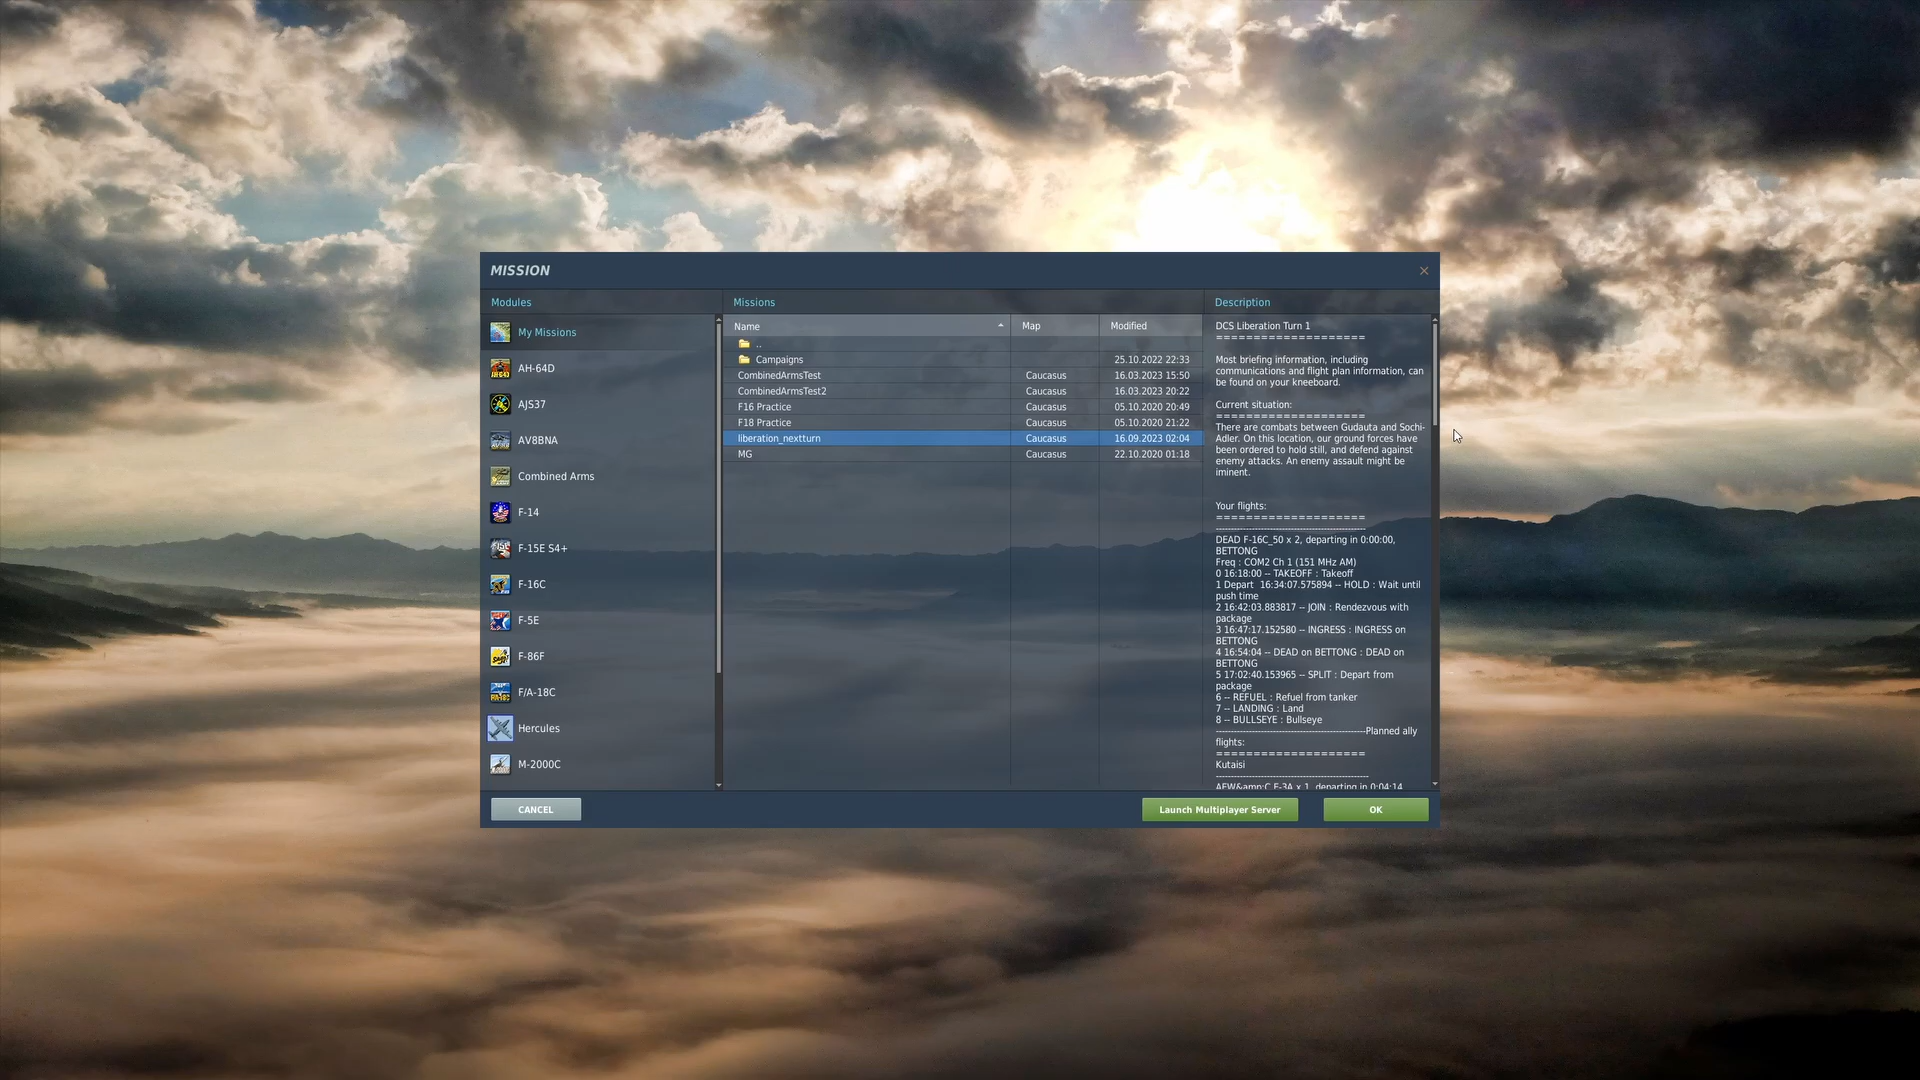 MISSION
Modules
Missions
Description
My Missions
AH-64D
AJS37
AV8BNA
Combined Arms
F-14
F-15E S4+
F-16C
F-5E
F-86F
F/A-18C
Hercules
M-2000C
Name Map Modified
..
Campaigns 25.10.2022 22:33
CombinedArmsTest Caucasus 16.03.2023 15:50
CombinedArmsTest2 Caucasus 16.03.2023 20:22
F16 Practice Caucasus 05.10.2020 20:49
F18 Practice Caucasus 05.10.2020 21:22
liberation_nextturn Caucasus 16.09.2023 02:04
MG Caucasus 22.10.2020 01:18
DCS Liberation Turn 1
====================
Most briefing information, including
communications and flight plan information, can
be found on your kneeboard.
Current situation:
====================
There are combats between Gudauta and Sochi-
Adler. On this location, our ground forces have
been ordered to hold still, and defend against
enemy attacks. An enemy assault might be
iminent.
Your flights:
====================
--------------------------------------------------
DEAD F-16C_50 x 2, departing in 0:00:00,
BETTONG
Freq : COM2 Ch 1 (151 MHz AM)
0 16:18:00 -- TAKEOFF : Takeoff
1 Depart 16:34:07.575894 -- HOLD : Wait until
push time
2 16:42:03.883817 -- JOIN : Rendezvous with
package
3 16:47:17.152580 -- INGRESS : INGRESS on
BETTONG
4 16:54:04 -- DEAD on BETTONG : DEAD on
BETTONG
5 17:02:40.153965 -- SPLIT : Depart from
package
6 -- REFUEL : Refuel from tanker
7 -- LANDING : Land
8 -- BULLSEYE : Bullseye
--------------------------------------------------Planned ally
flights:
====================
Kutaisi
---------------------------------------------------
AEW&amp;C E-3A x 1, departing in 0:04:14,
CANCEL
Launch Multiplayer Server
OK